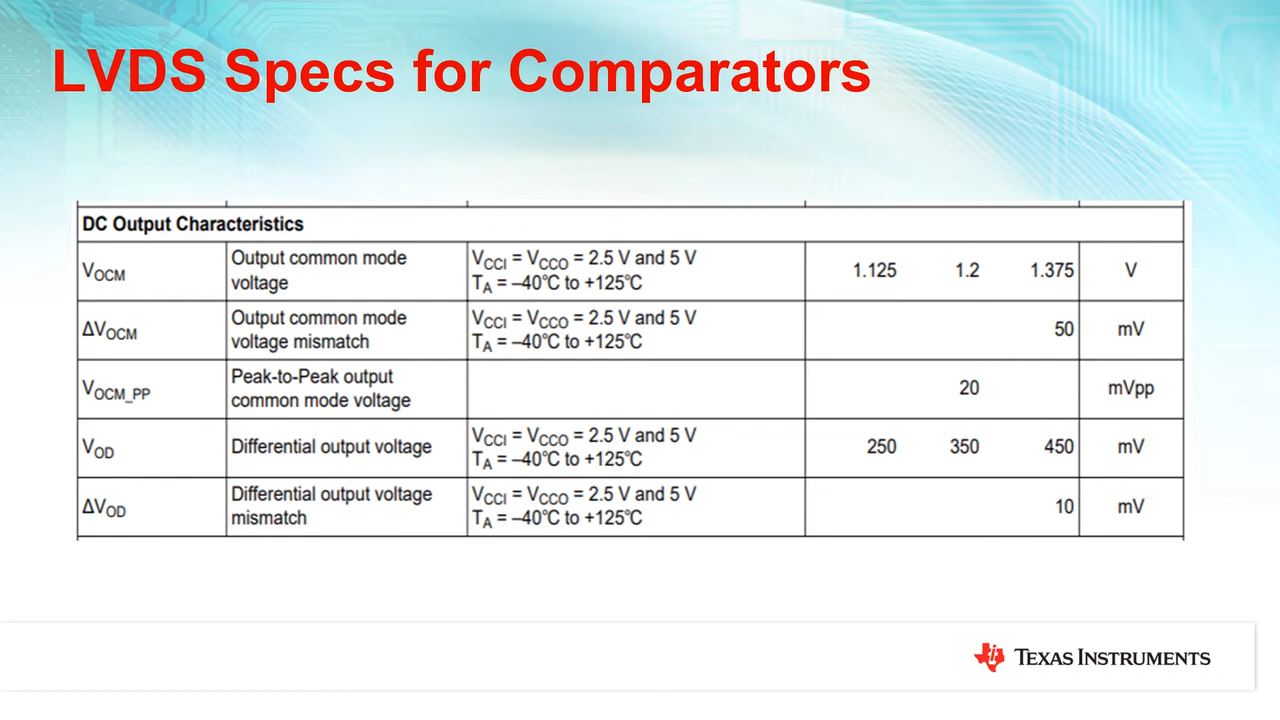 LVDS Specs for Comparators
DC Output Characteristics
VOCM
Output common mode
voltage
VCCI = VCCO = 2.5 V and 5 V
TA = –40°C to +125°C
1.125 1.2 1.375 V
ΔVOCM
Output common mode
voltage mismatch
VCCI = VCCO = 2.5 V and 5 V
TA = –40°C to +125°C
50 mV
VOCM_PP
Peak-to-Peak output
common mode voltage
20 mVpp
VOD
Differential output voltage
VCCI = VCCO = 2.5 V and 5 V
TA = –40°C to +125°C
250 350 450 mV
ΔVOD
Differential output voltage
mismatch
VCCI = VCCO = 2.5 V and 5 V
TA = –40°C to +125°C
10 mV
TEXAS INSTRUMENTS